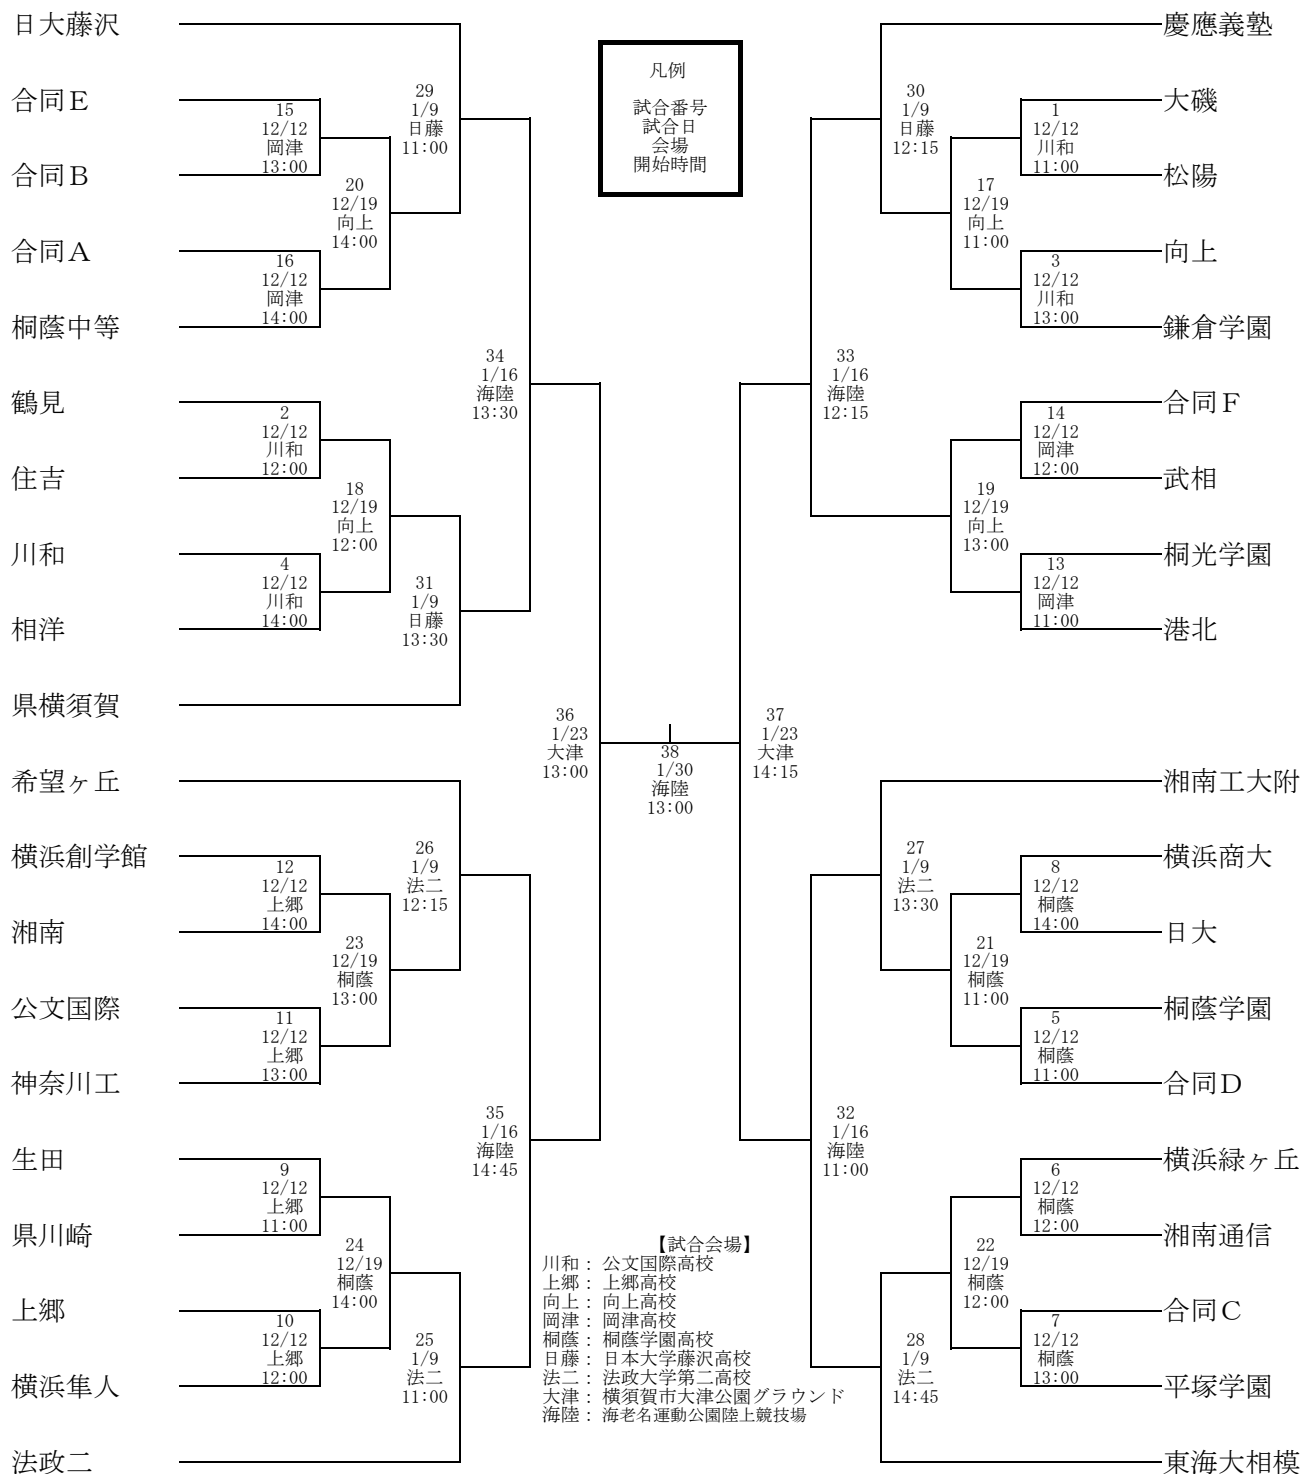 日大藤沢
合同E
合同B
合同A
桐蔭中等
鶴見
住吉
川和
相洋
県横須賀
希望ヶ丘
横浜創学館
湘南
公文国際
神奈川工
生田
県川崎
上郷
横浜隼人
法政二
15
12/12
岡津
13:00
16
12/12
岡津
14:00
2
12/12
川和
12:00
4
12/12
川和
14:00
12
12/12
上郷
14:00
11
12/12
上郷
13:00
9
12/12
上郷
11:00
10
12/12
上郷
12:00
20
12/19
向上
14:00
18
12/19
向上
12:00
23
12/19
桐蔭
13:00
24
12/19
桐蔭
14:00
29
1/9
日藤
11:00
31
1/9
日藤
13:30
26
1/9
法二
12:15
25
1/9
法二
11:00
34
1/16
海陸
13:30
35
1/16
海陸
14:45
36
1/23
大津
13:00
凡例
試合番号
試合日
会場
開始時間
38
1/30
海陸
13:00
37
1/23
大津
14:15
33
1/16
海陸
12:15
32
1/16
海陸
11:00
30
1/9
日藤
12:15
27
1/9
法二
13:30
28
1/9
法二
14:45
17
12/19
向上
11:00
19
12/19
向上
13:00
21
12/19
桐蔭
11:00
22
12/19
桐蔭
12:00
1
12/12
川和
11:00
3
12/12
川和
13:00
14
12/12
岡津
12:00
13
12/12
岡津
11:00
8
12/12
桐蔭
14:00
5
12/12
桐蔭
11:00
6
12/12
桐蔭
12:00
7
12/12
桐蔭
13:00
慶應義塾
大磯
松陽
向上
鎌倉学園
合同F
武相
桐光学園
港北
湘南工大附
横浜商大
日大
桐蔭学園
合同D
横浜緑ヶ丘
湘南通信
合同C
平塚学園
東海大相模
【試合会場】
川和：公文国際高校
上郷：上郷高校
向上：向上高校
岡津：岡津高校
桐蔭：桐蔭学園高校
日藤：日本大学藤沢高校
法二：法政大学第二高校
大津：横須賀市大津公園グラウンド
海陸：海老名運動公園陸上競技場